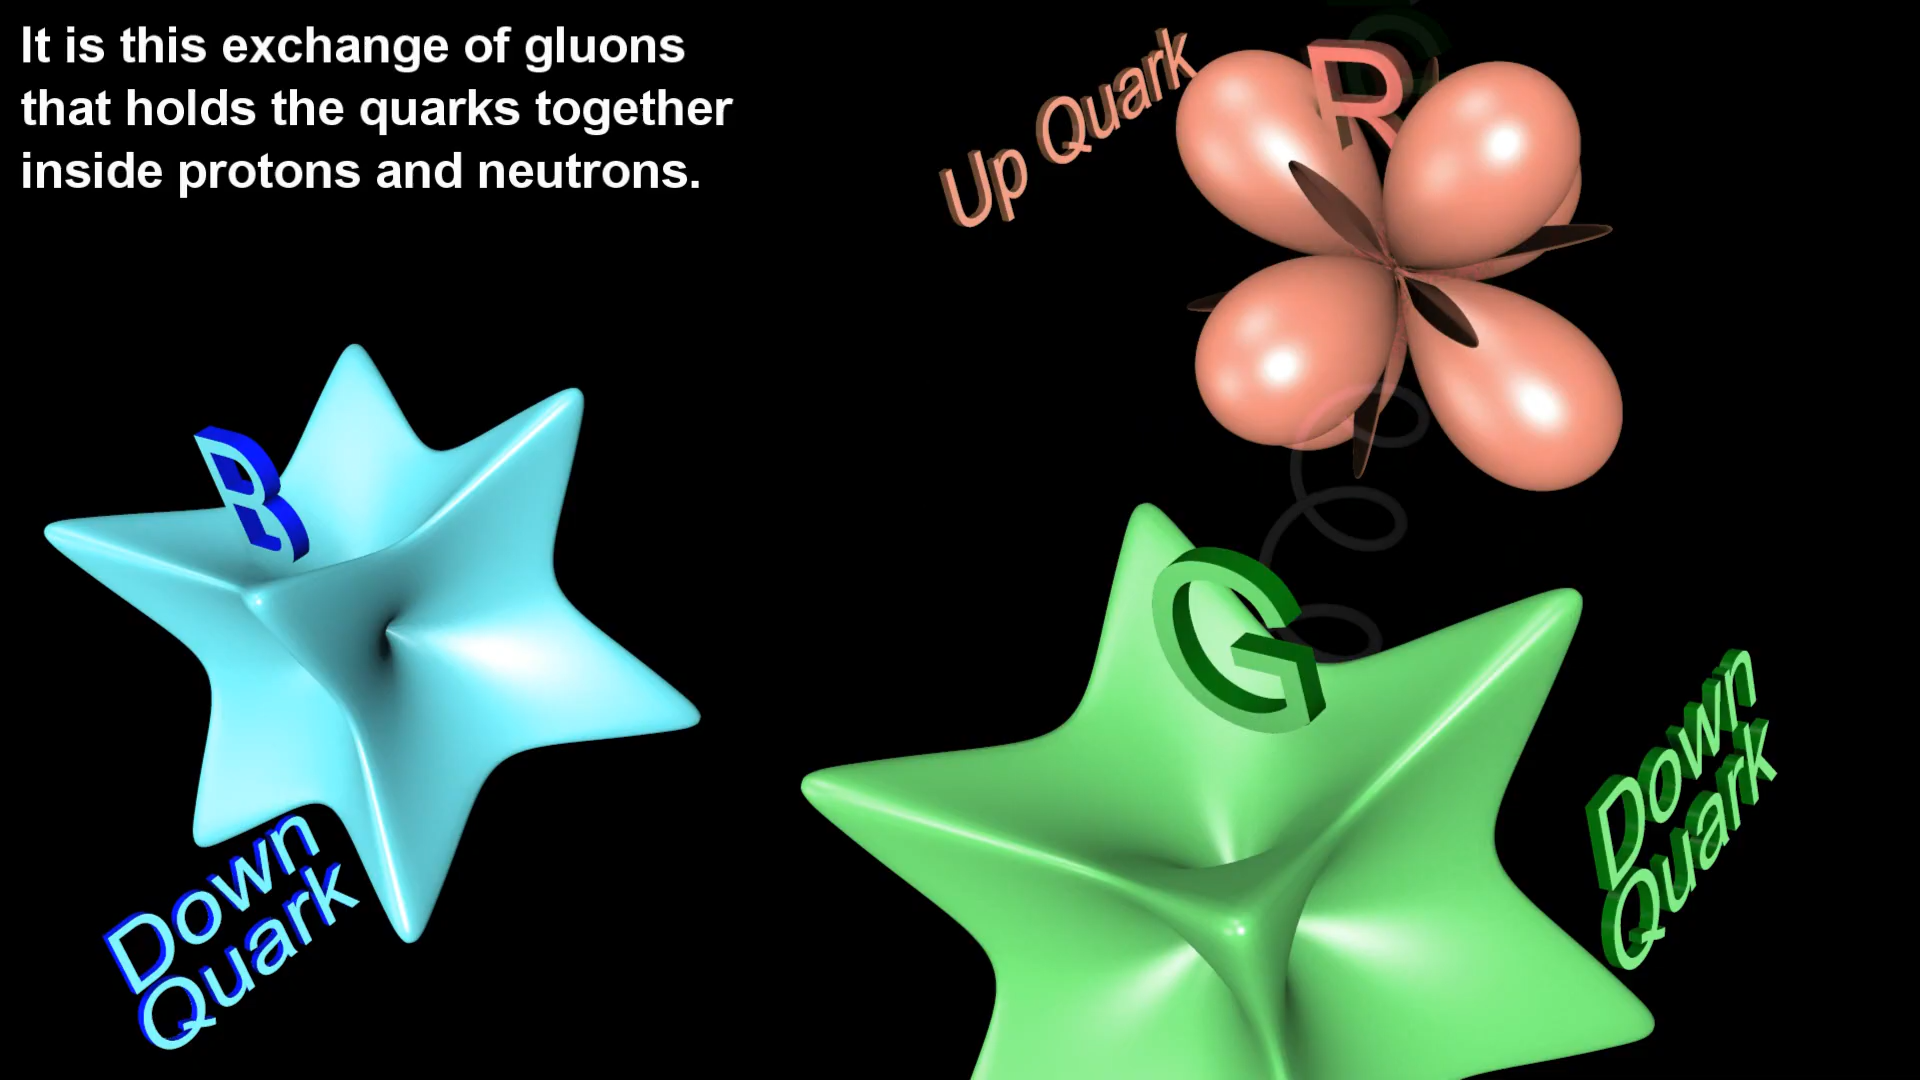 It is this exchange of gluons
that holds the quarks together
inside protons and neutrons.
Up Quark
R
B
G
Down
Quark
Down
Quark